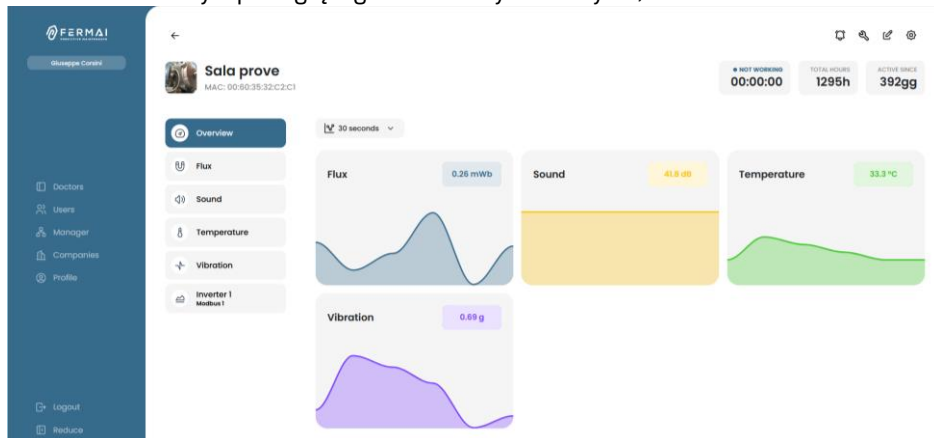 FERMAI
Giuseppe Corsini
Doctors
Users
Manager
Companies
Profile
Logout
Reduce
Sala prove
MAC: 00:60:35:32:C2:C1
NOT WORKING
00:00:00
TOTAL HOURS
1295h
ACTIVE SINCE
392gg
Overview
Flux
Sound
Temperature
Vibration
Inverter 1
Modbus 1
30 seconds
Flux
0.26 mWb
Sound
41.8 dB
Temperature
33.3 °C
Vibration
0.69 g